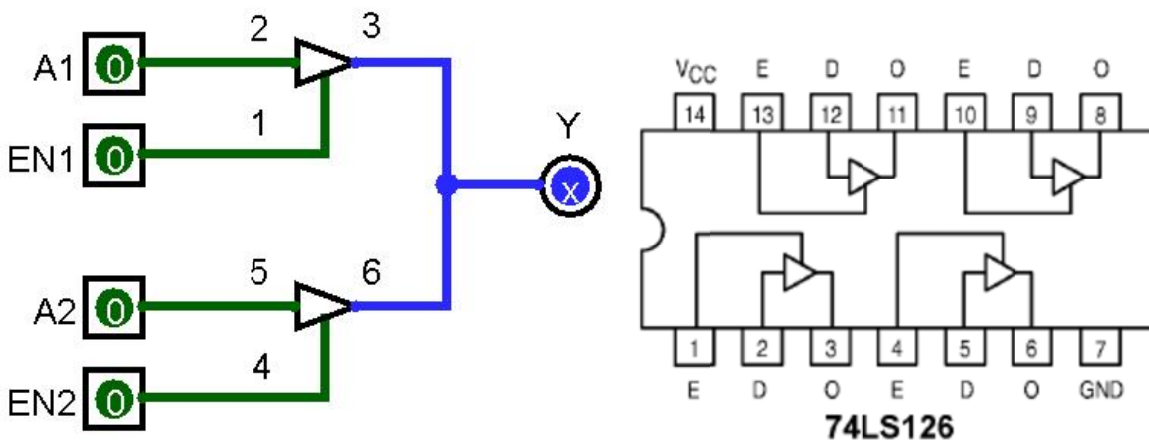 2 3
A1 0
1
EN1 0
Y
X
5 6
A2 0
4
EN2 0
VCC E D O E D O
14 13 12 11 10 9 8
1 2 3 4 5 6 7
E D O E D O GND
74LS126